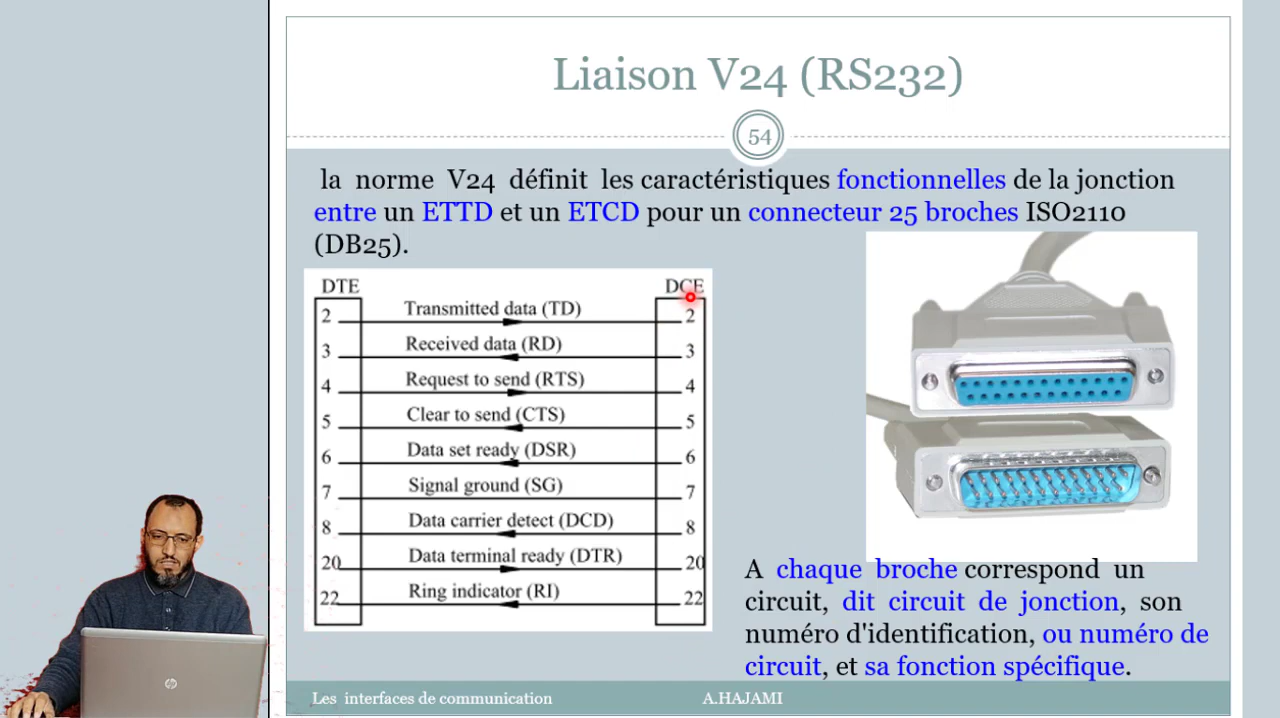 Liaison V24 (RS232)
54
la norme V24 définit les caractéristiques fonctionnelles de la jonction
entre un ETTD et un ETCD pour un connecteur 25 broches ISO2110
(DB25).
DTE DCE
2 Transmitted data (TD) 2
3 Received data (RD) 3
4 Request to send (RTS) 4
5 Clear to send (CTS) 5
6 Data set ready (DSR) 6
7 Signal ground (SG) 7
8 Data carrier detect (DCD) 8
20 Data terminal ready (DTR) 20
22 Ring indicator (RI) 22
A chaque broche correspond un
circuit, dit circuit de jonction, son
numéro d'identification, ou numéro de
circuit, et sa fonction spécifique.
hp
Les interfaces de communication A.HAJAMI